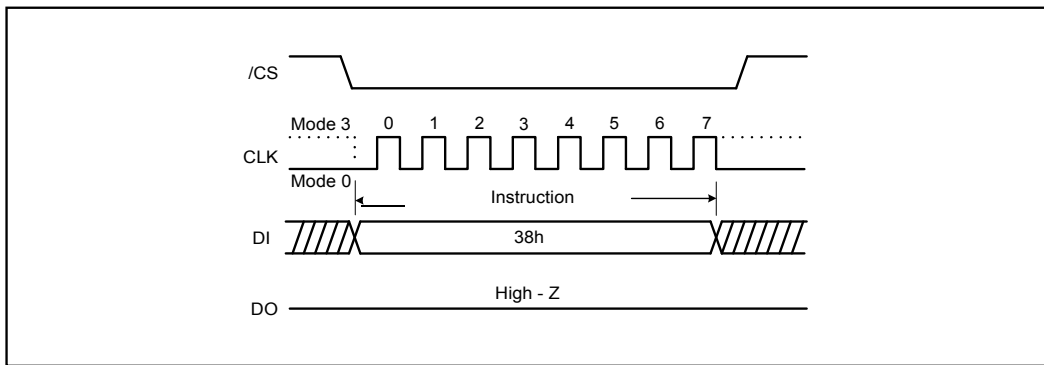 /CS
Mode 3 0 1 2 3 4 5 6 7
CLK
Mode 0
Instruction
DI 38h
High - Z
DO